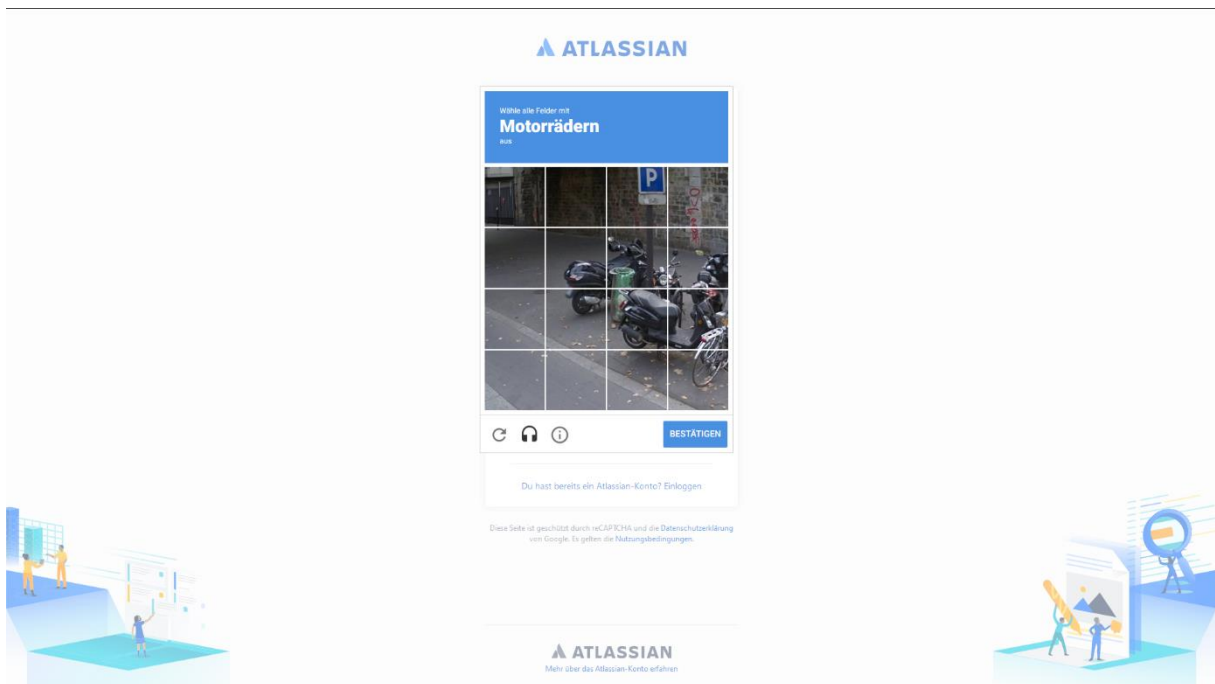 ATLASSIAN
Wähle alle Felder mit
Motorrädern
aus
P
BESTÄTIGEN
Du hast bereits ein Atlassian-Konto? Einloggen
Diese Seite ist geschützt durch reCAPTCHA und die Datenschutzerklärung
von Google. Es gelten die Nutzungsbedingungen.
ATLASSIAN
Mehr über das Atlassian-Konto erfahren